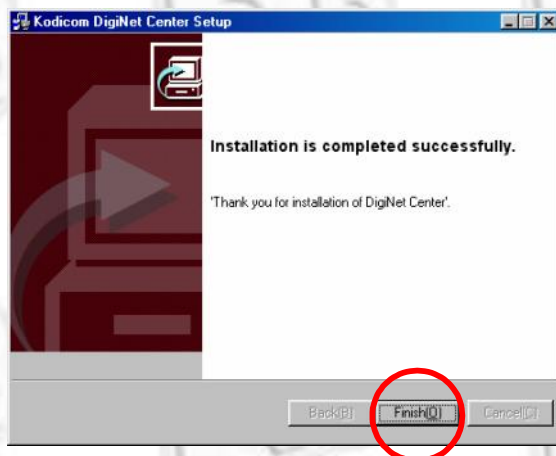 Kodicom DigiNet Center Setup
Installation is completed successfully.
'Thank you for installation of DigiNet Center'.
Back(B) Finish(O) Cancel(C)